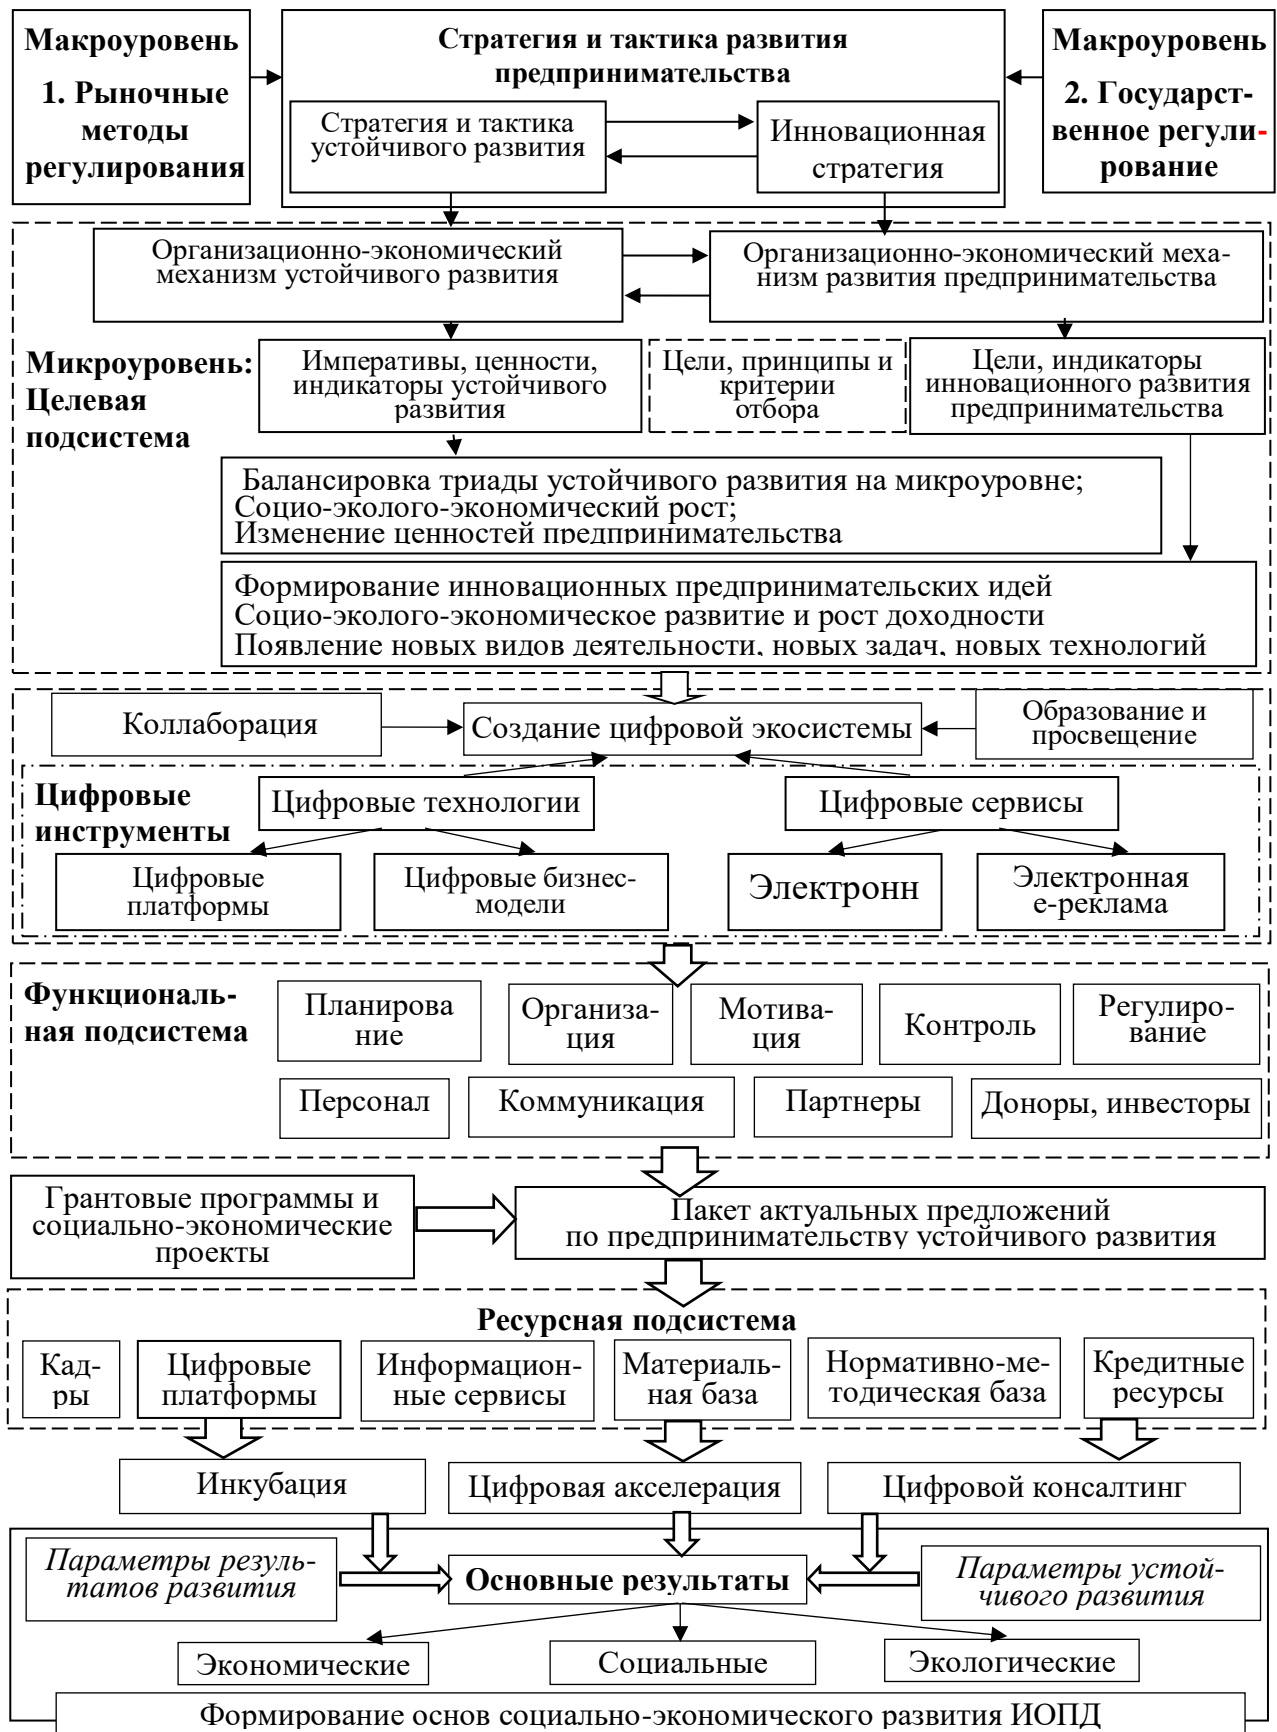 Макроуровень
1. Рыночные
методы
регулирования
Стратегия и тактика развития
предпринимательства
Стратегия и тактика
устойчивого развития
Инновационная
стратегия
Макроуровень
2. Государст-
венное регули-
рование
Организационно-экономический
механизм устойчивого развития
Организационно-экономический меха-
низм развития предпринимательства
Микроуровень:
Целевая
подсистема
Императивы, ценности,
индикаторы устойчивого
развития
Цели, принципы и
критерии
отбора
Цели, индикаторы
инновационного развития
предпринимательства
Балансировка триады устойчивого развития на микроуровне;
Социо-эколого-экономический рост;
Изменение ценностей предпринимательства
Формирование инновационных предпринимательских идей
Социо-эколого-экономическое развитие и рост доходности
Появление новых видов деятельности, новых задач, новых технологий
Коллаборация
Создание цифровой экосистемы
Образование и
просвещение
Цифровые
инструменты
Цифровые технологии
Цифровые сервисы
Цифровые
платформы
Цифровые бизнес-
модели
Электронн
Электронная
е-реклама
Функциональ-
ная подсистема
Планирова
ние
Организа-
ция
Мотива-
ция
Контроль
Регулиро-
вание
Персонал
Коммуникация
Партнеры
Доноры, инвесторы
Грантовые программы и
социально-экономические
проекты
Пакет актуальных предложений
по предпринимательству устойчивого развития
Ресурсная подсистема
Кад-
ры
Цифровые
платформы
Информацион-
ные сервисы
Материаль-
ная база
Нормативно-ме-
тодическая база
Кредитные
ресурсы
Инкубация
Цифровая акселерация
Цифровой консалтинг
Параметры резуль-
татов развития
Основные результаты
Параметры устой-
чивого развития
Экономические
Социальные
Экологические
Формирование основ социально-экономического развития ИОПД